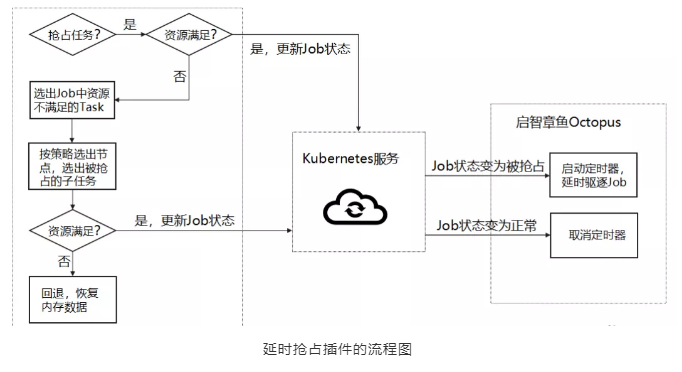 抢占任务?
是
资源满足?
是，更新Job状态
否
选出Job中资源
不满足的Task
启智章鱼Octopus
Kubernetes服务
按策略选出节
点，选出被抢
占的子任务
Job状态变为被抢占
启动定时器，
延时驱逐Job
资源满足?
是，更新Job状态
Job状态变为正常
取消定时器
否
回退，恢复
内存数据
延时抢占插件的流程图